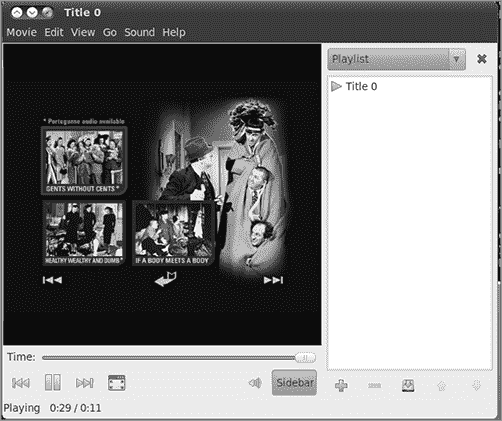 Title 0
Movie Edit View Go Sound Help
Playlist
Title 0
* Portuguese audio available
GENTS WITHOUT CENTS *
HEALTHY WEALTHY AND DUMB *
IF A BODY MEETS A BODY
Time:
Sidebar
Playing 0:29 / 0:11